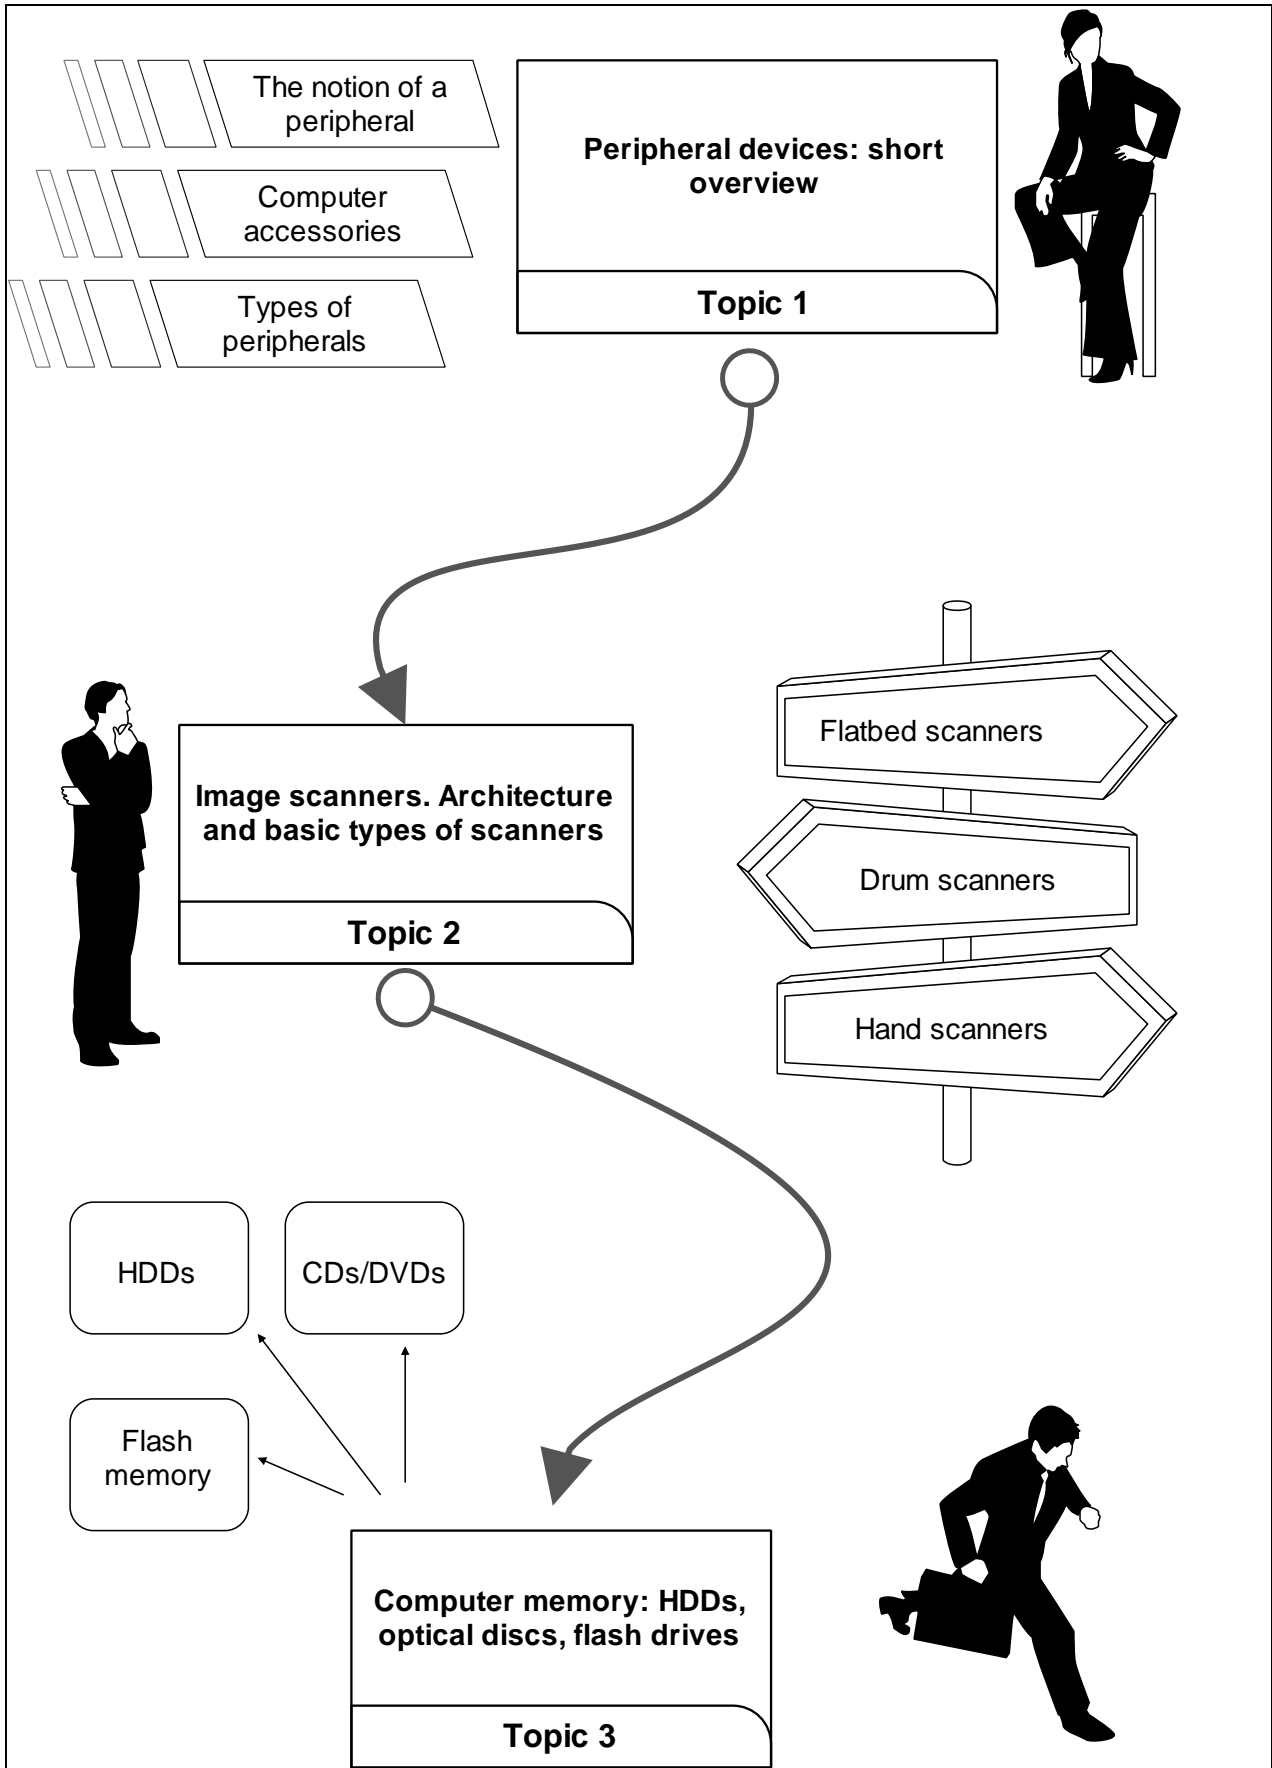 The notion of a
peripheral
Computer
accessories
Types of
peripherals
Peripheral devices: short
overview
Topic 1
Image scanners. Architecture
and basic types of scanners
Topic 2
Flatbed scanners
Drum scanners
Hand scanners
HDDs
CDs/DVDs
Flash
memory
Computer memory: HDDs,
optical discs, flash drives
Topic 3